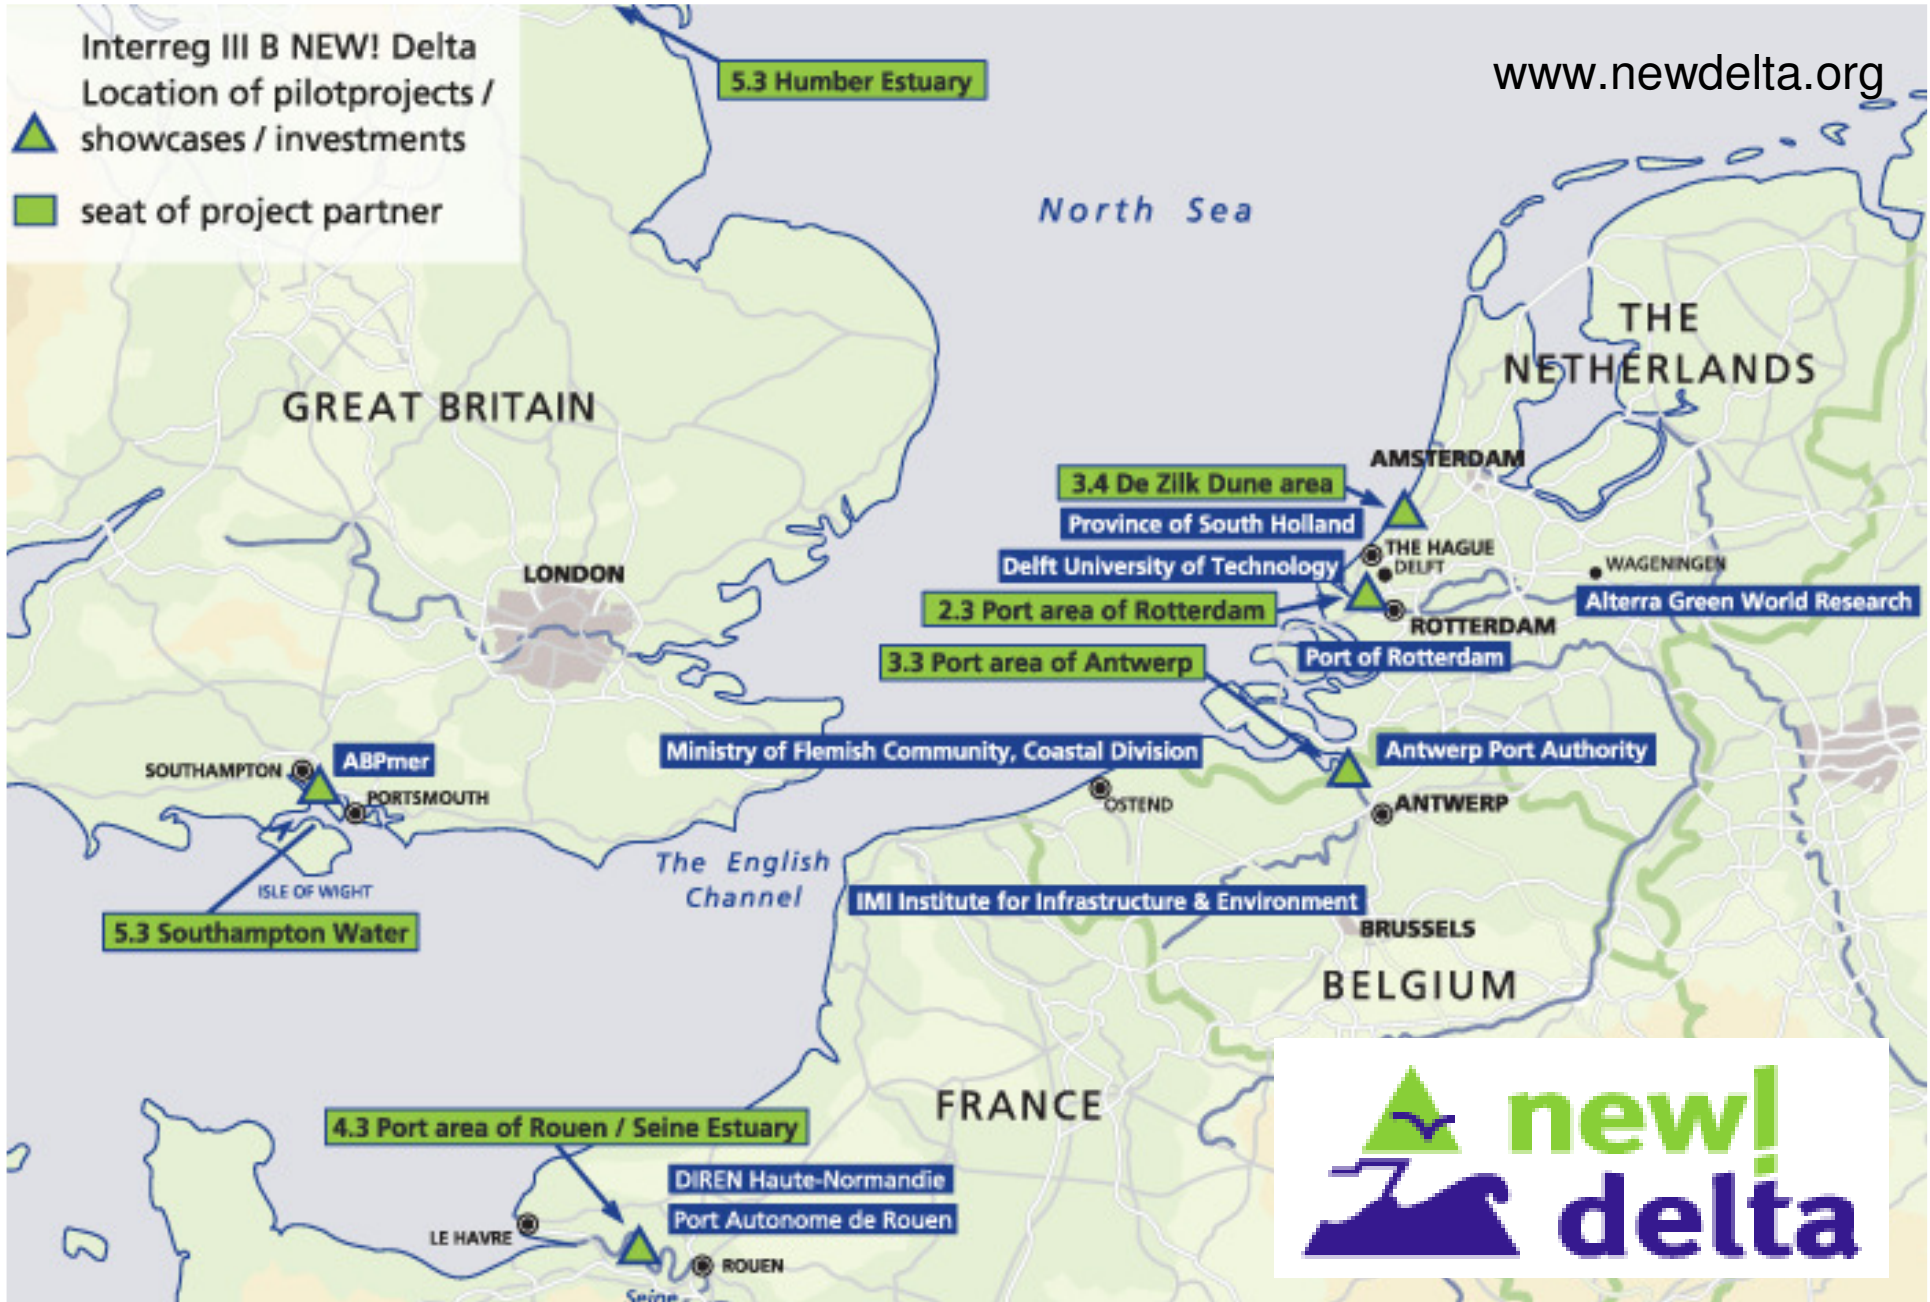 Interreg III B NEW! Delta
Location of pilotprojects /
showcases / investments
seat of project partner
www.newdelta.org
5.3 Humber Estuary
North Sea
THE
NETHERLANDS
GREAT BRITAIN
AMSTERDAM
3.4 De Zilk Dune area
Province of South Holland
THE HAGUE
Delft University of Technology
DELFT
WAGENINGEN
LONDON
2.3 Port area of Rotterdam
Alterra Green World Research
ROTTERDAM
3.3 Port area of Antwerp
Port of Rotterdam
Ministry of Flemish Community, Coastal Division
Antwerp Port Authority
ABPmer
SOUTHAMPTON
PORTSMOUTH
OSTEND
ANTWERP
The English
Channel
ISLE OF WIGHT
IMI Institute for Infrastructure & Environment
5.3 Southampton Water
BRUSSELS
BELGIUM
FRANCE
4.3 Port area of Rouen / Seine Estuary
DIREN Haute-Normandie
Port Autonome de Rouen
LE HAVRE
ROUEN
Seine
new!
delta